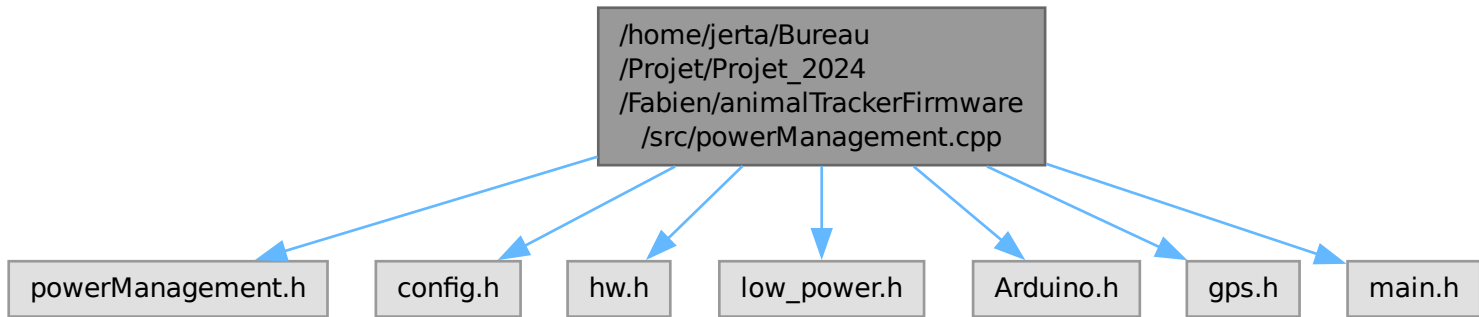 /home/jerta/Bureau
/Projet/Projet_2024
/Fabien/animalTrackerFirmware
/src/powerManagement.cpp
powerManagement.h
config.h
hw.h
low_power.h
Arduino.h
gps.h
main.h